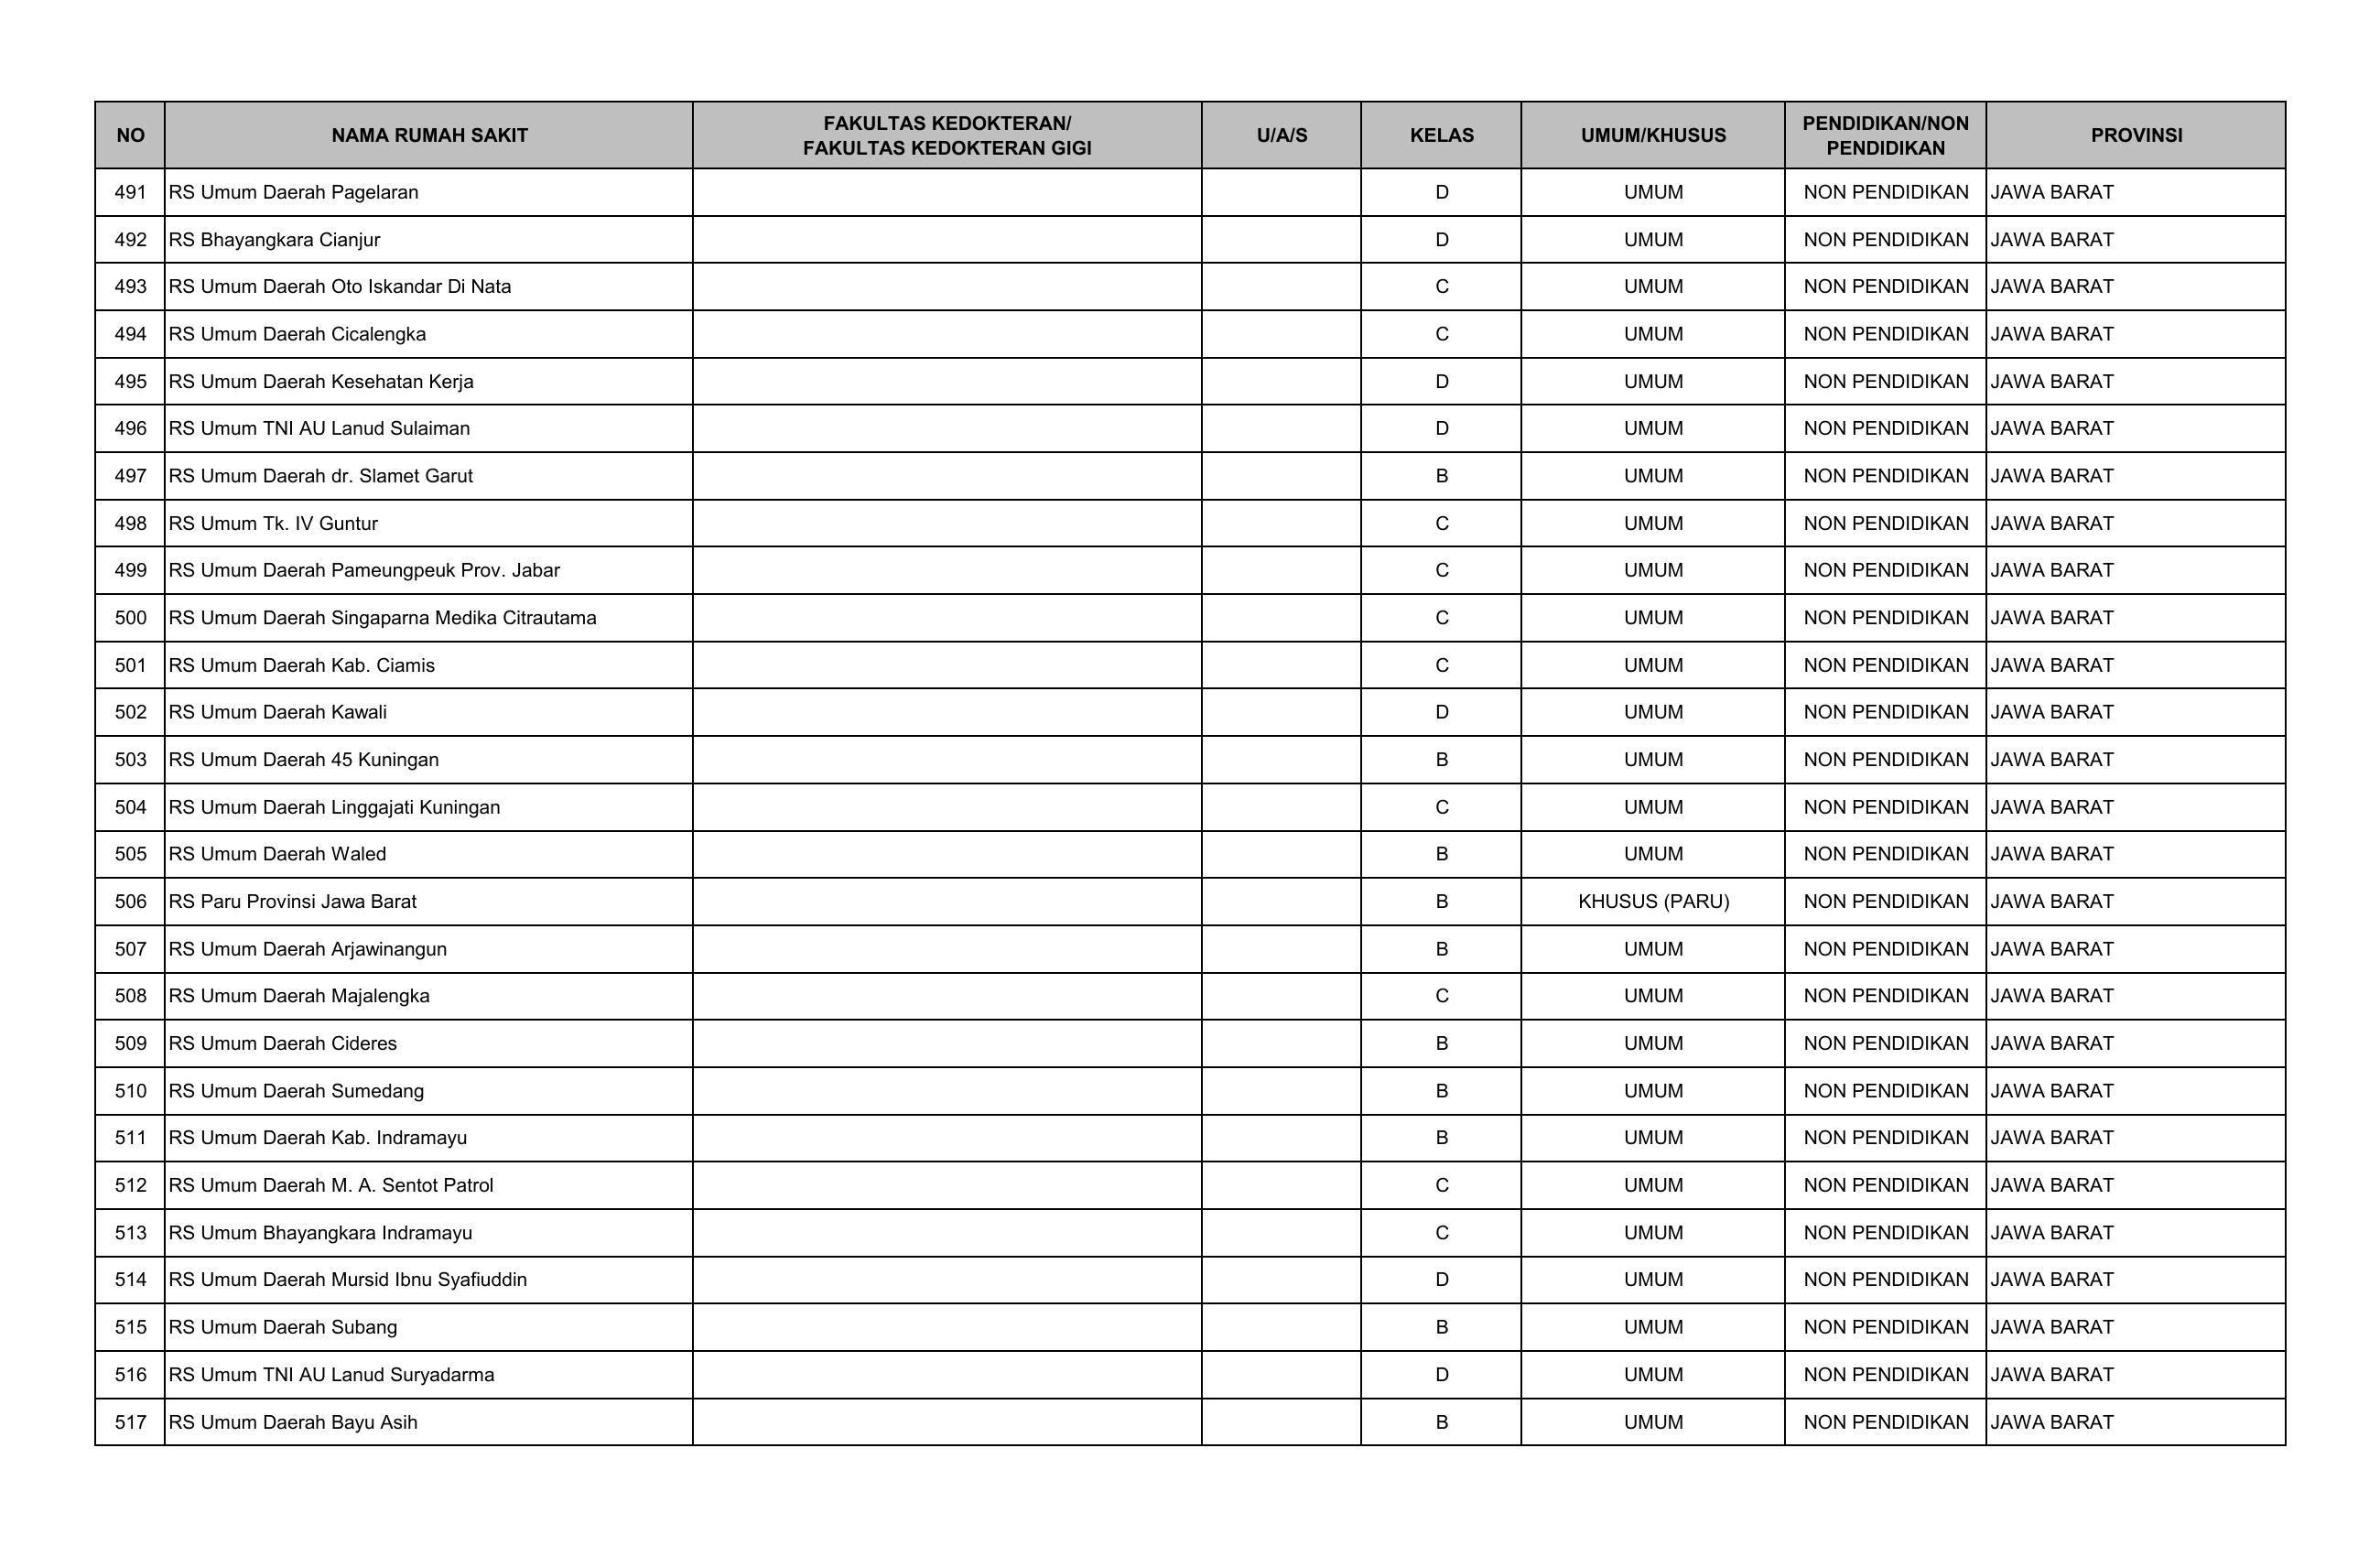 NO NAMA RUMAH SAKIT FAKULTAS KEDOKTERAN/ FAKULTAS KEDOKTERAN GIGI U/A/S KELAS UMUM/KHUSUS PENDIDIKAN/NON PENDIDIKAN PROVINSI
491 RS Umum Daerah Pagelaran D UMUM NON PENDIDIKAN JAWA BARAT
492 RS Bhayangkara Cianjur D UMUM NON PENDIDIKAN JAWA BARAT
493 RS Umum Daerah Oto Iskandar Di Nata C UMUM NON PENDIDIKAN JAWA BARAT
494 RS Umum Daerah Cicalengka C UMUM NON PENDIDIKAN JAWA BARAT
495 RS Umum Daerah Kesehatan Kerja D UMUM NON PENDIDIKAN JAWA BARAT
496 RS Umum TNI AU Lanud Sulaiman D UMUM NON PENDIDIKAN JAWA BARAT
497 RS Umum Daerah dr. Slamet Garut B UMUM NON PENDIDIKAN JAWA BARAT
498 RS Umum Tk. IV Guntur C UMUM NON PENDIDIKAN JAWA BARAT
499 RS Umum Daerah Pameungpeuk Prov. Jabar C UMUM NON PENDIDIKAN JAWA BARAT
500 RS Umum Daerah Singaparna Medika Citrautama C UMUM NON PENDIDIKAN JAWA BARAT
501 RS Umum Daerah Kab. Ciamis C UMUM NON PENDIDIKAN JAWA BARAT
502 RS Umum Daerah Kawali D UMUM NON PENDIDIKAN JAWA BARAT
503 RS Umum Daerah 45 Kuningan B UMUM NON PENDIDIKAN JAWA BARAT
504 RS Umum Daerah Linggajati Kuningan C UMUM NON PENDIDIKAN JAWA BARAT
505 RS Umum Daerah Waled B UMUM NON PENDIDIKAN JAWA BARAT
506 RS Paru Provinsi Jawa Barat B KHUSUS (PARU) NON PENDIDIKAN JAWA BARAT
507 RS Umum Daerah Arjawinangun B UMUM NON PENDIDIKAN JAWA BARAT
508 RS Umum Daerah Majalengka C UMUM NON PENDIDIKAN JAWA BARAT
509 RS Umum Daerah Cideres B UMUM NON PENDIDIKAN JAWA BARAT
510 RS Umum Daerah Sumedang B UMUM NON PENDIDIKAN JAWA BARAT
511 RS Umum Daerah Kab. Indramayu B UMUM NON PENDIDIKAN JAWA BARAT
512 RS Umum Daerah M. A. Sentot Patrol C UMUM NON PENDIDIKAN JAWA BARAT
513 RS Umum Bhayangkara Indramayu C UMUM NON PENDIDIKAN JAWA BARAT
514 RS Umum Daerah Mursid Ibnu Syafiuddin D UMUM NON PENDIDIKAN JAWA BARAT
515 RS Umum Daerah Subang B UMUM NON PENDIDIKAN JAWA BARAT
516 RS Umum TNI AU Lanud Suryadarma D UMUM NON PENDIDIKAN JAWA BARAT
517 RS Umum Daerah Bayu Asih B UMUM NON PENDIDIKAN JAWA BARAT